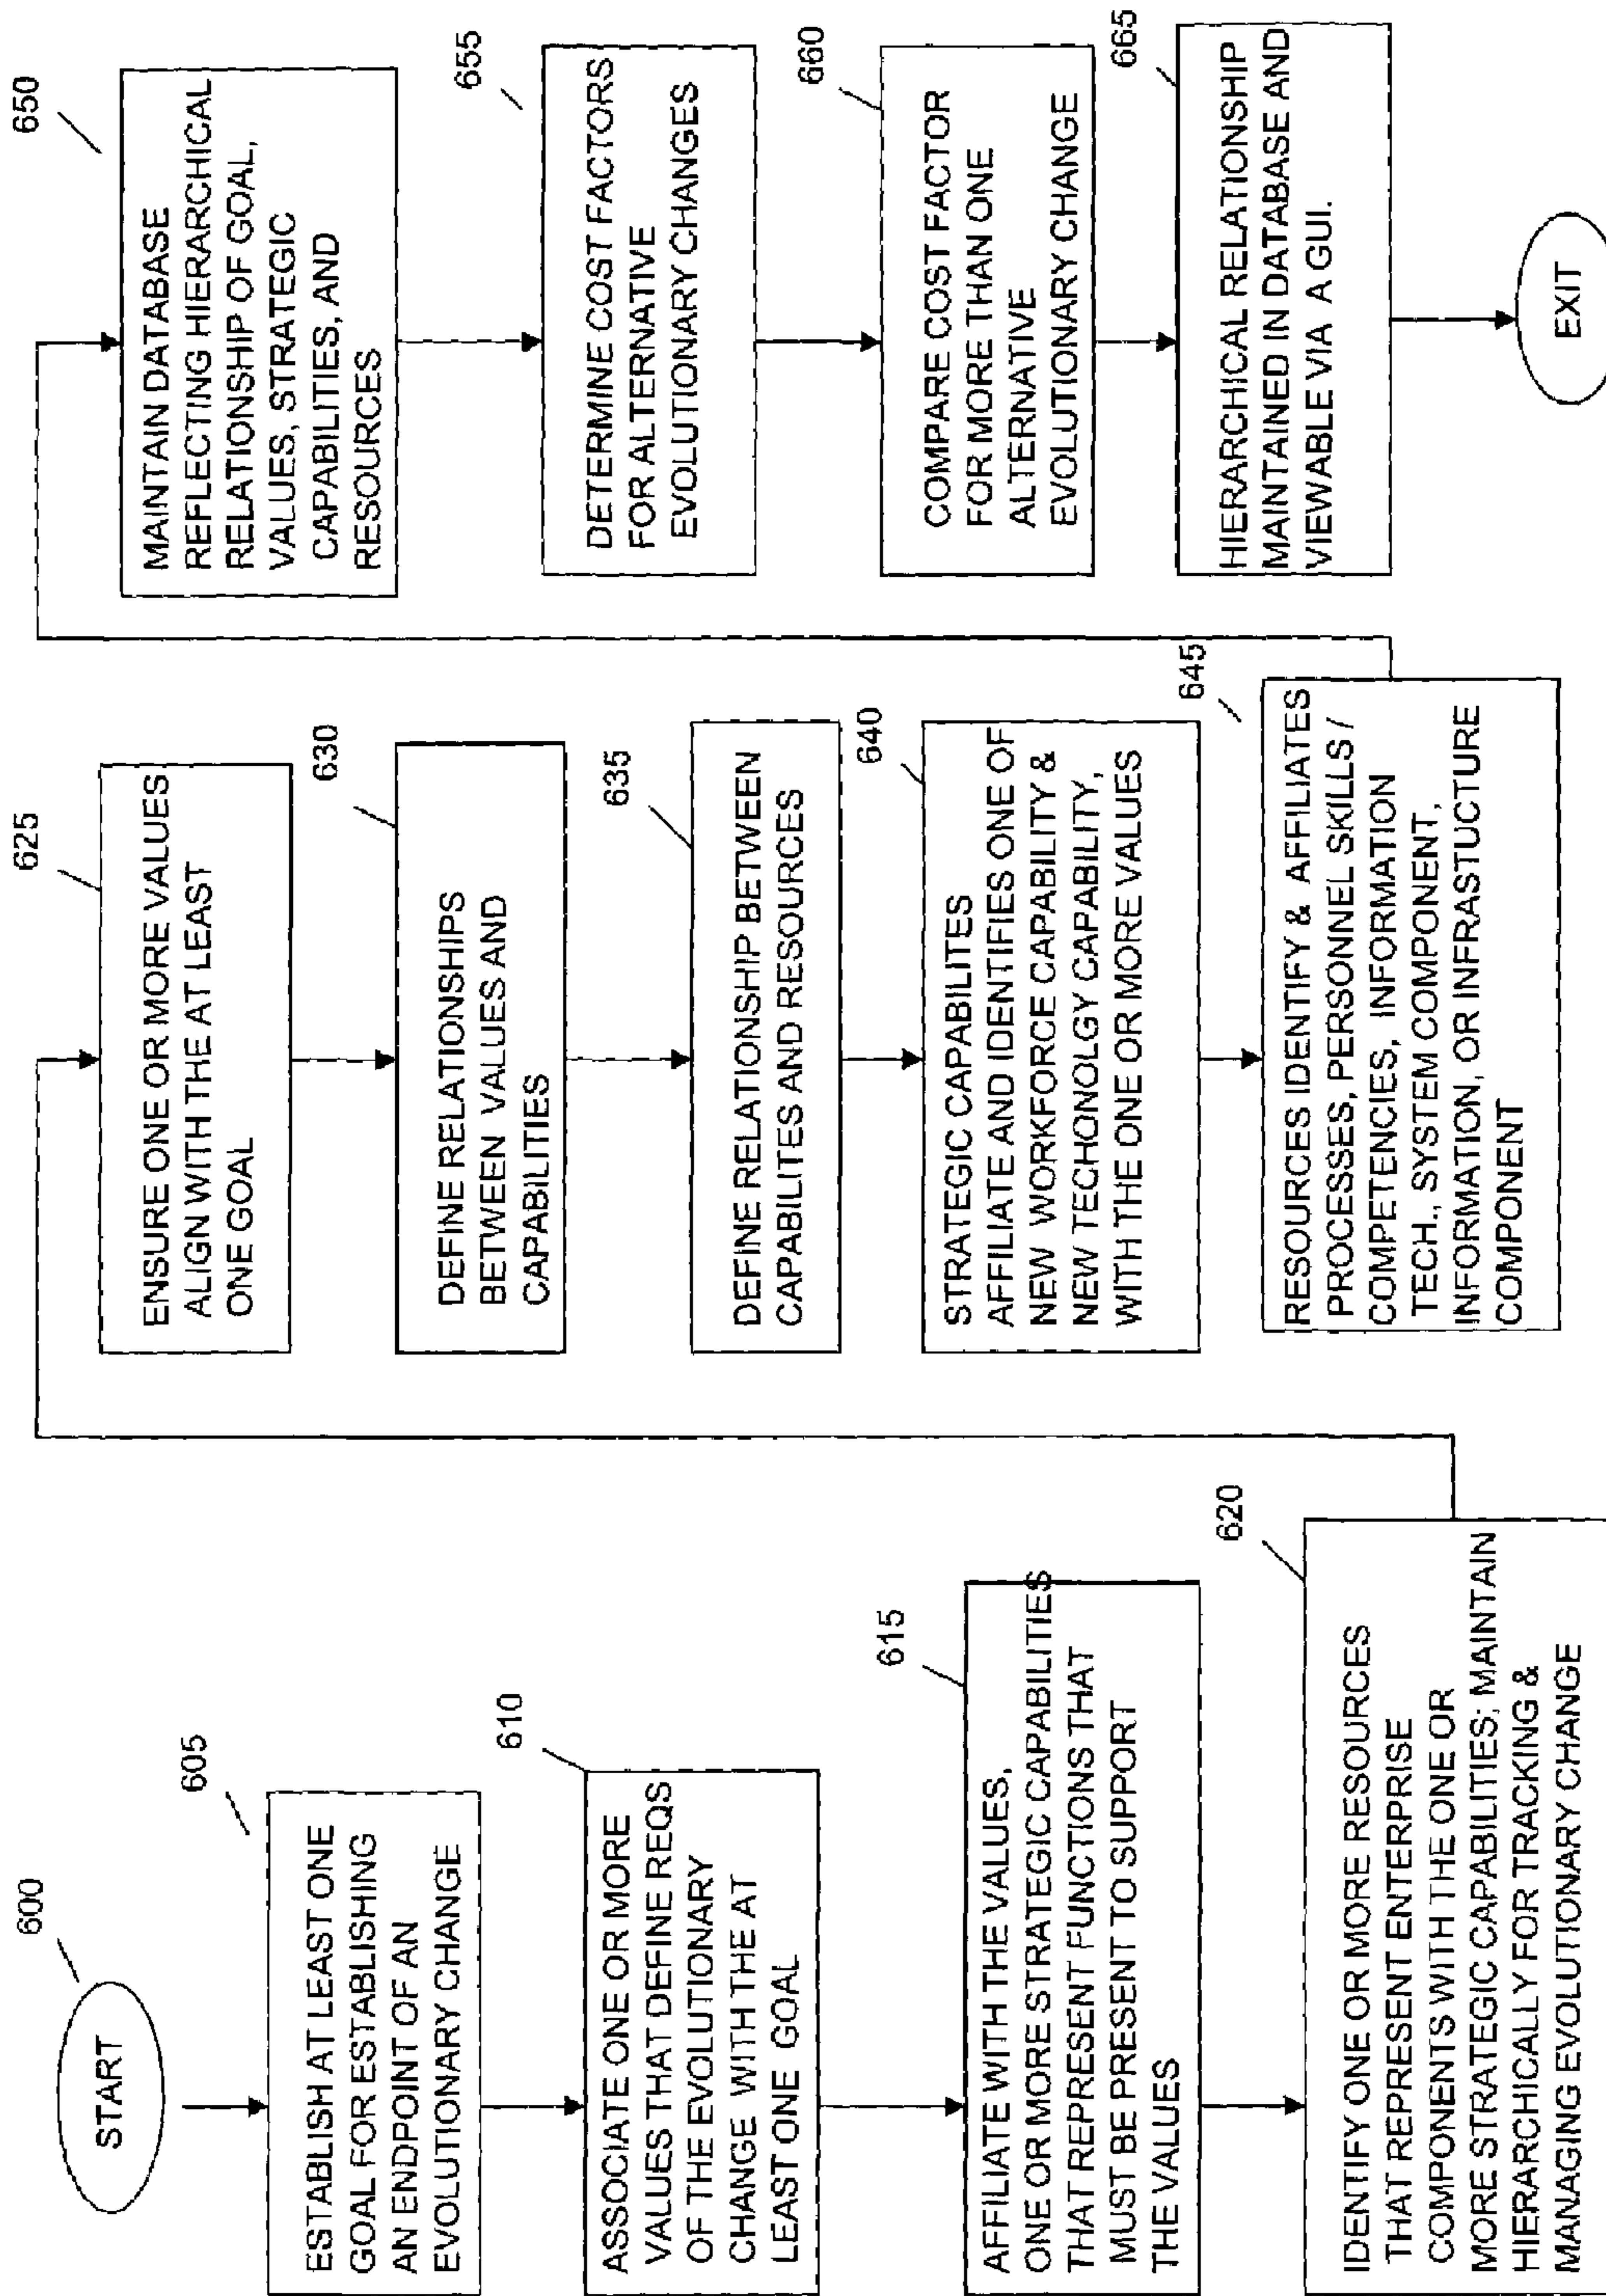 600
START
605
ESTABLISH AT LEAST ONE
GOAL FOR ESTABLISHING
AN ENDPOINT OF AN
EVOLUTIONARY CHANGE
610
ASSOCIATE ONE OR MORE
VALUES THAT DEFINE REQS
OF THE EVOLUTIONARY
CHANGE WITH THE AT
LEAST ONE GOAL
615
AFFILIATE WITH THE VALUES,
ONE OR MORE STRATEGIC CAPABILITIES
THAT REPRESENT FUNCTIONS THAT
MUST BE PRESENT TO SUPPORT
THE VALUES
620
IDENTIFY ONE OR MORE RESOURCES
THAT REPRESENT ENTERPRISE
COMPONENTS WITH THE ONE OR
MORE STRATEGIC CAPABILITIES; MAINTAIN
HIERARCHICALLY FOR TRACKING &
MANAGING EVOLUTIONARY CHANGE
625
ENSURE ONE OR MORE VALUES
ALIGN WITH THE AT LEAST
ONE GOAL
630
DEFINE RELATIONSHIPS
BETWEEN VALUES AND
CAPABILITIES
635
DEFINE RELATIONSHIP BETWEEN
CAPABILITES AND RESOURCES
640
STRATEGIC CAPABILITES
AFFILIATE AND IDENTIFIES ONE OF
NEW WORKFORCE CAPABILITY &
NEW TECHONOLOGY CAPABILITY,
WITH THE ONE OR MORE VALUES
645
RESOURCES IDENTIFY & AFFILIATES
PROCESSES, PERSONNEL SKILLS /
COMPETENCIES, INFORMATION
TECH., SYSTEM COMPONENT,
INFORMATION, OR INFRASTUCTURE
COMPONENT
650
MAINTAIN DATABASE
REFLECTING HIERARCHICAL
RELATIONSHIP OF GOAL,
VALUES, STRATEGIC
CAPABILITIES, AND
RESOURCES
655
DETERMINE COST FACTORS
FOR ALTERNATIVE
EVOLUTIONARY CHANGES
660
COMPARE COST FACTOR
FOR MORE THAN ONE
ALTERNATIVE
EVOLUTIONARY CHANGE
665
HIERARCHICAL RELATIONSHIP
MAINTAINED IN DATABASE AND
VIEWABLE VIA A GUI.
EXIT